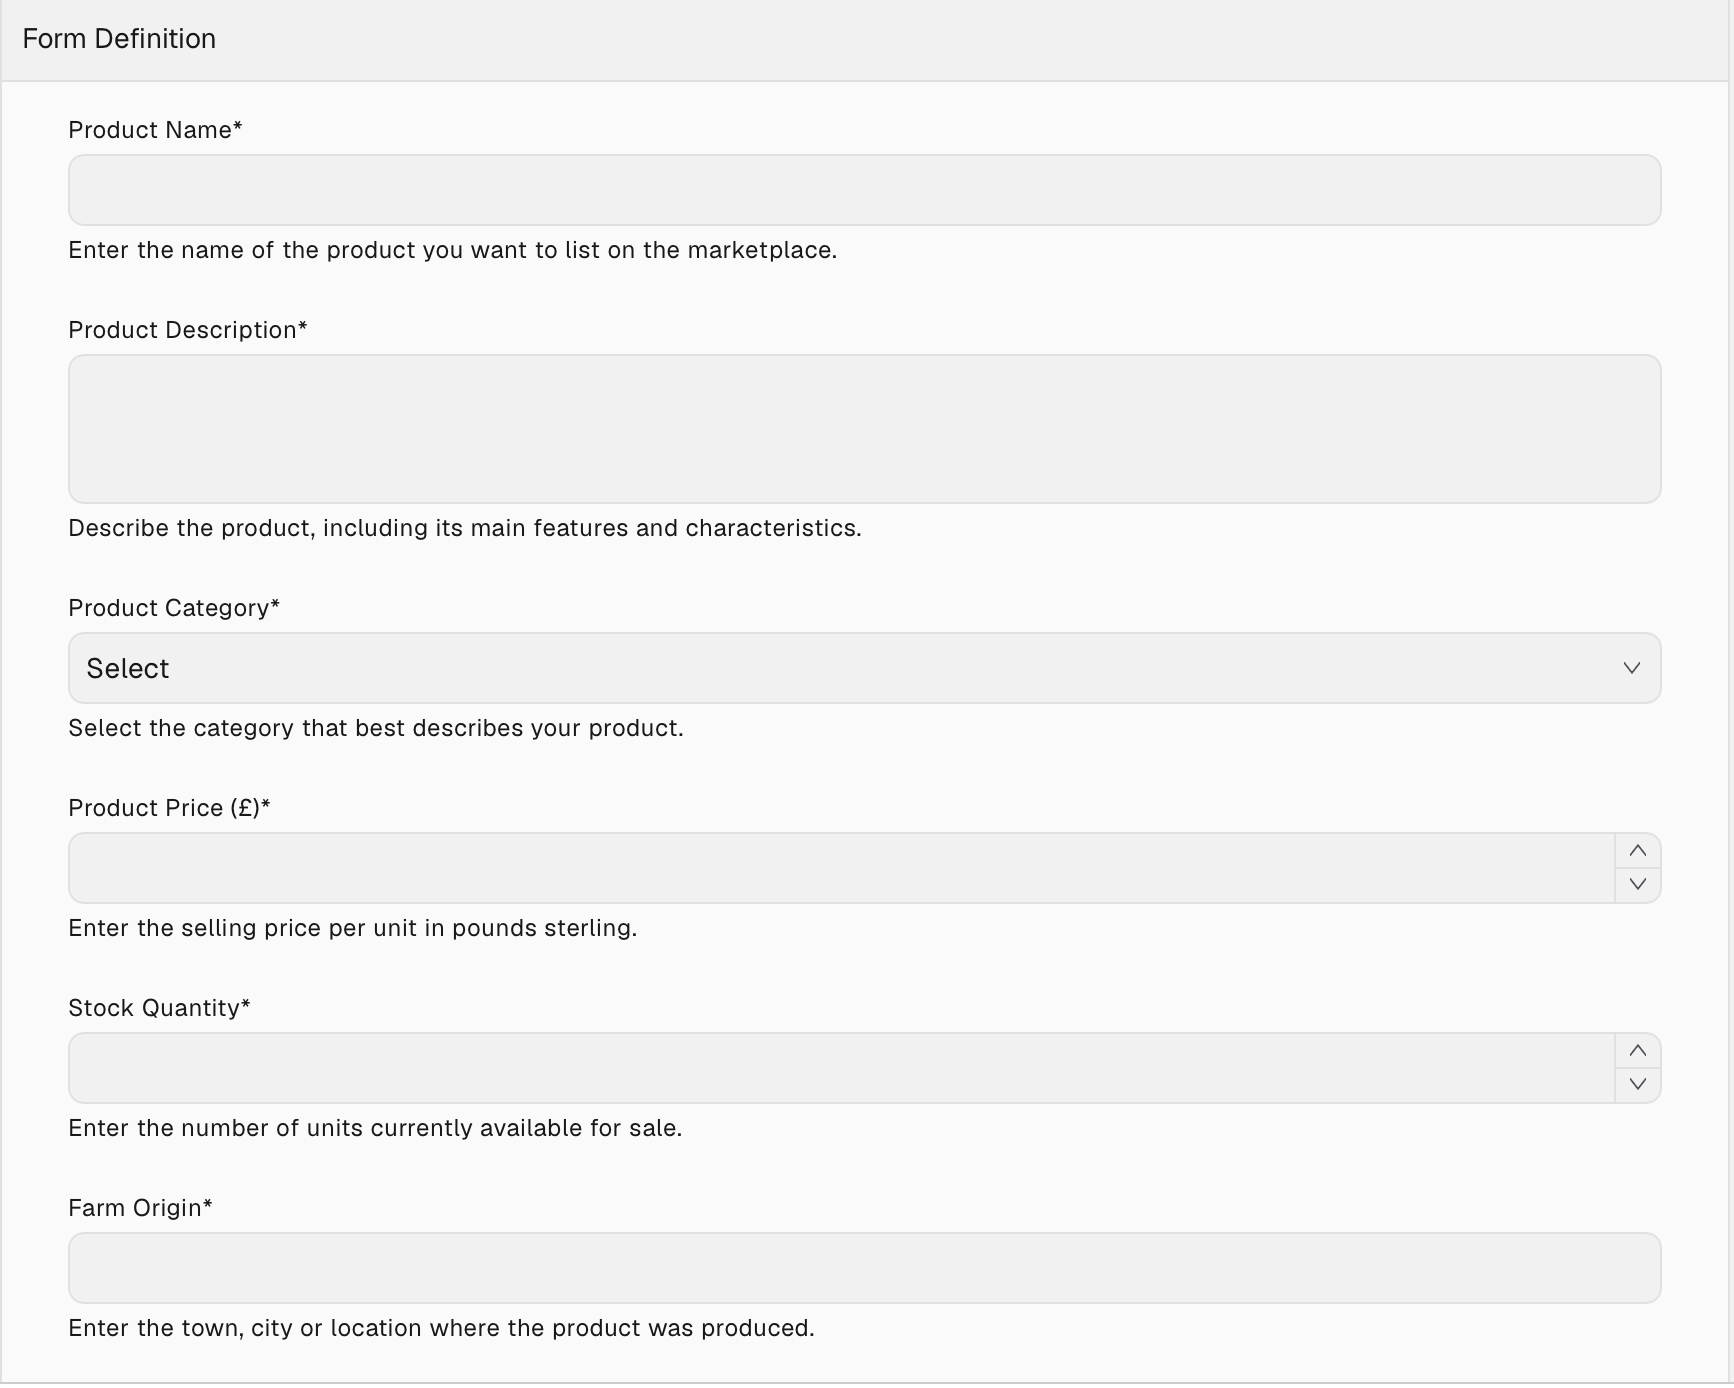 Form Definition
Product Name*
Enter the name of the product you want to list on the marketplace.
Product Description*
Describe the product, including its main features and characteristics.
Product Category*
Select
Select the category that best describes your product.
Product Price (£)*
Enter the selling price per unit in pounds sterling.
Stock Quantity*
Enter the number of units currently available for sale.
Farm Origin*
Enter the town, city or location where the product was produced.